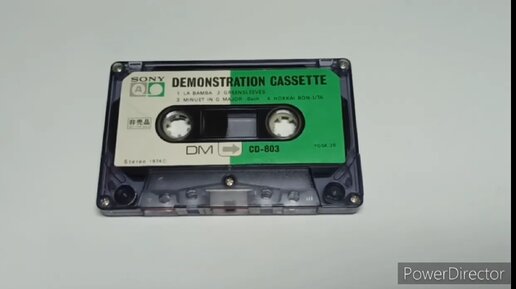 SONY DEMONSTRATION CASSETTE
A 1. LA BAMBA 2. GREENSLEEVES
3. MINUET IN G MAJOR-Bach 4. HOKKAI BON-UTA
非売品
DM CD-803
Stereo 1974 ©
PowerDirector